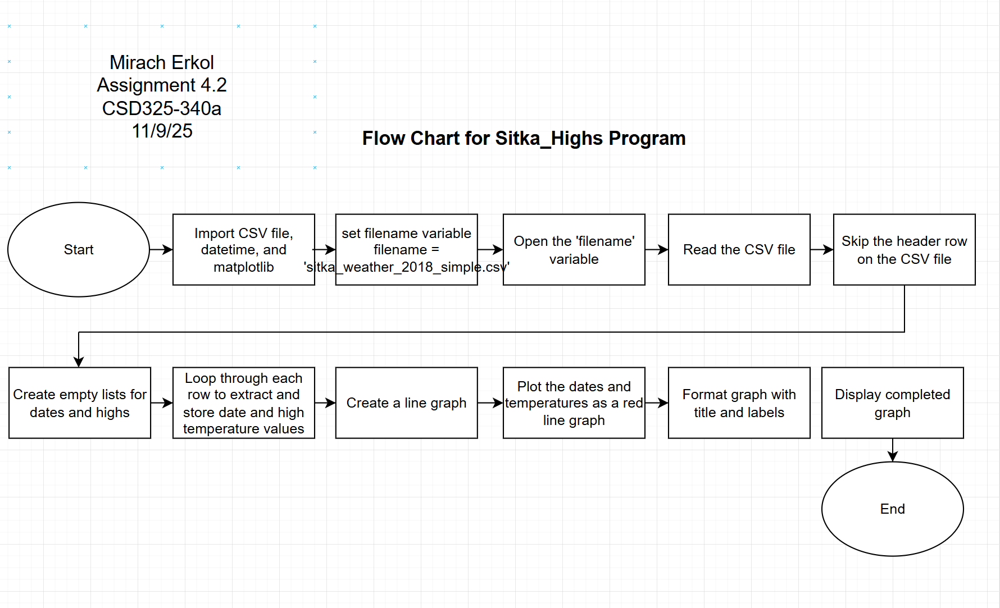 Mirach Erkol
Assignment 4.2
CSD325-340a
11/9/25
Flow Chart for Sitka_Highs Program
Start
Import CSV file,
datetime, and
matplotlib
set filename variable
filename =
'sitka_weather_2018_simple.csv'
Open the 'filename'
variable
Read the CSV file
Skip the header row
on the CSV file
Create empty lists for
dates and highs
Loop through each
row to extract and
store date and high
temperature values
Create a line graph
Plot the dates and
temperatures as a red
line graph
Format graph with
title and labels
Display completed
graph
End